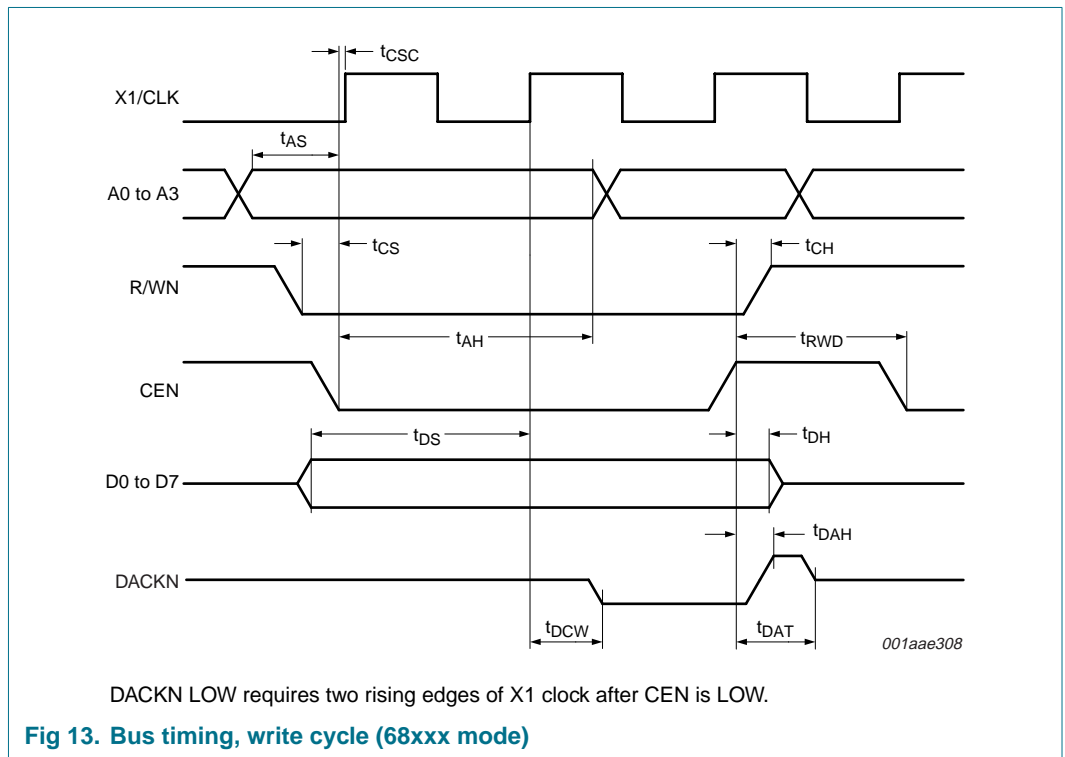 tCSC
X1/CLK
tAS
A0 to A3
tCS
tCH
R/WN
tAH
tRWD
CEN
tDS
tDH
D0 to D7
tDAH
DACKN
tDCW
tDAT
001aae308
DACKN LOW requires two rising edges of X1 clock after CEN is LOW.
Fig 13. Bus timing, write cycle (68xxx mode)